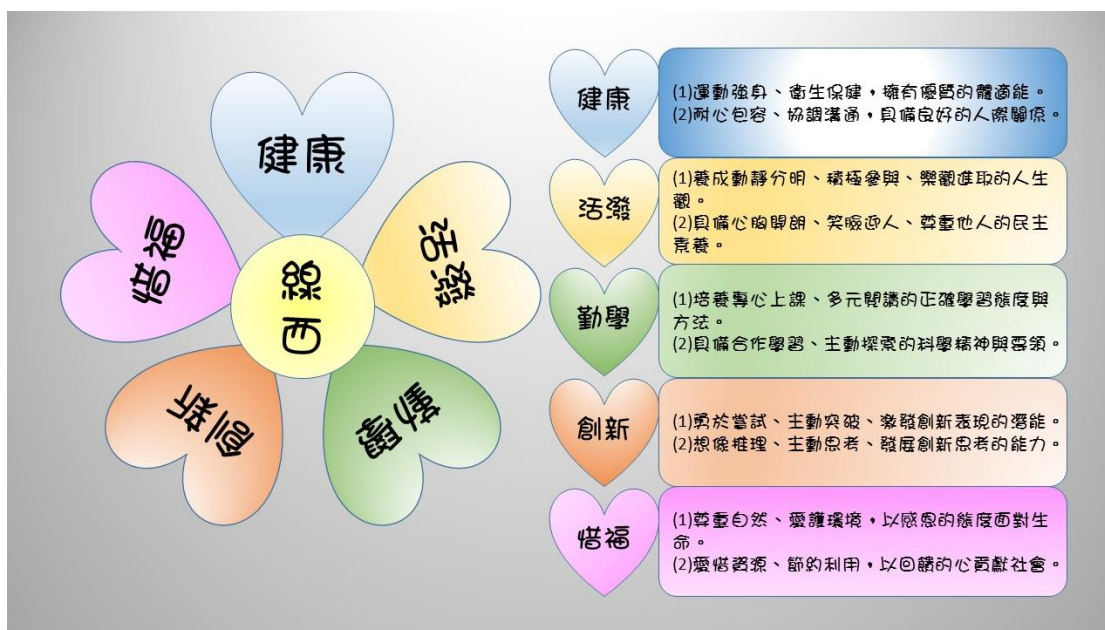 健康
活潑
勤學
創新
惜福
線
西
健康
(1)運動強身、衛生保健，擁有優質的體適能。
(2)耐心包容、協調溝通，具備良好的人際關係。
活潑
(1)養成動靜分明、積極參與、樂觀進取的人生
觀。
(2)具備心胸開朗、笑臉迎人、尊重他人的民主
素養。
勤學
(1)培養專心上課、多元閱讀的正確學習態度與
方法。
(2)具備合作學習、主動探索的科學精神與要領。
創新
(1)勇於嘗試、主動突破、激發創新表現的潛能。
(2)想像推理、主動思考、發展創新思考的能力。
惜福
(1)尊重自然、愛護環境，以感恩的態度面對生
命。
(2)愛惜資源、節約利用，以回饋的心貢獻社會。